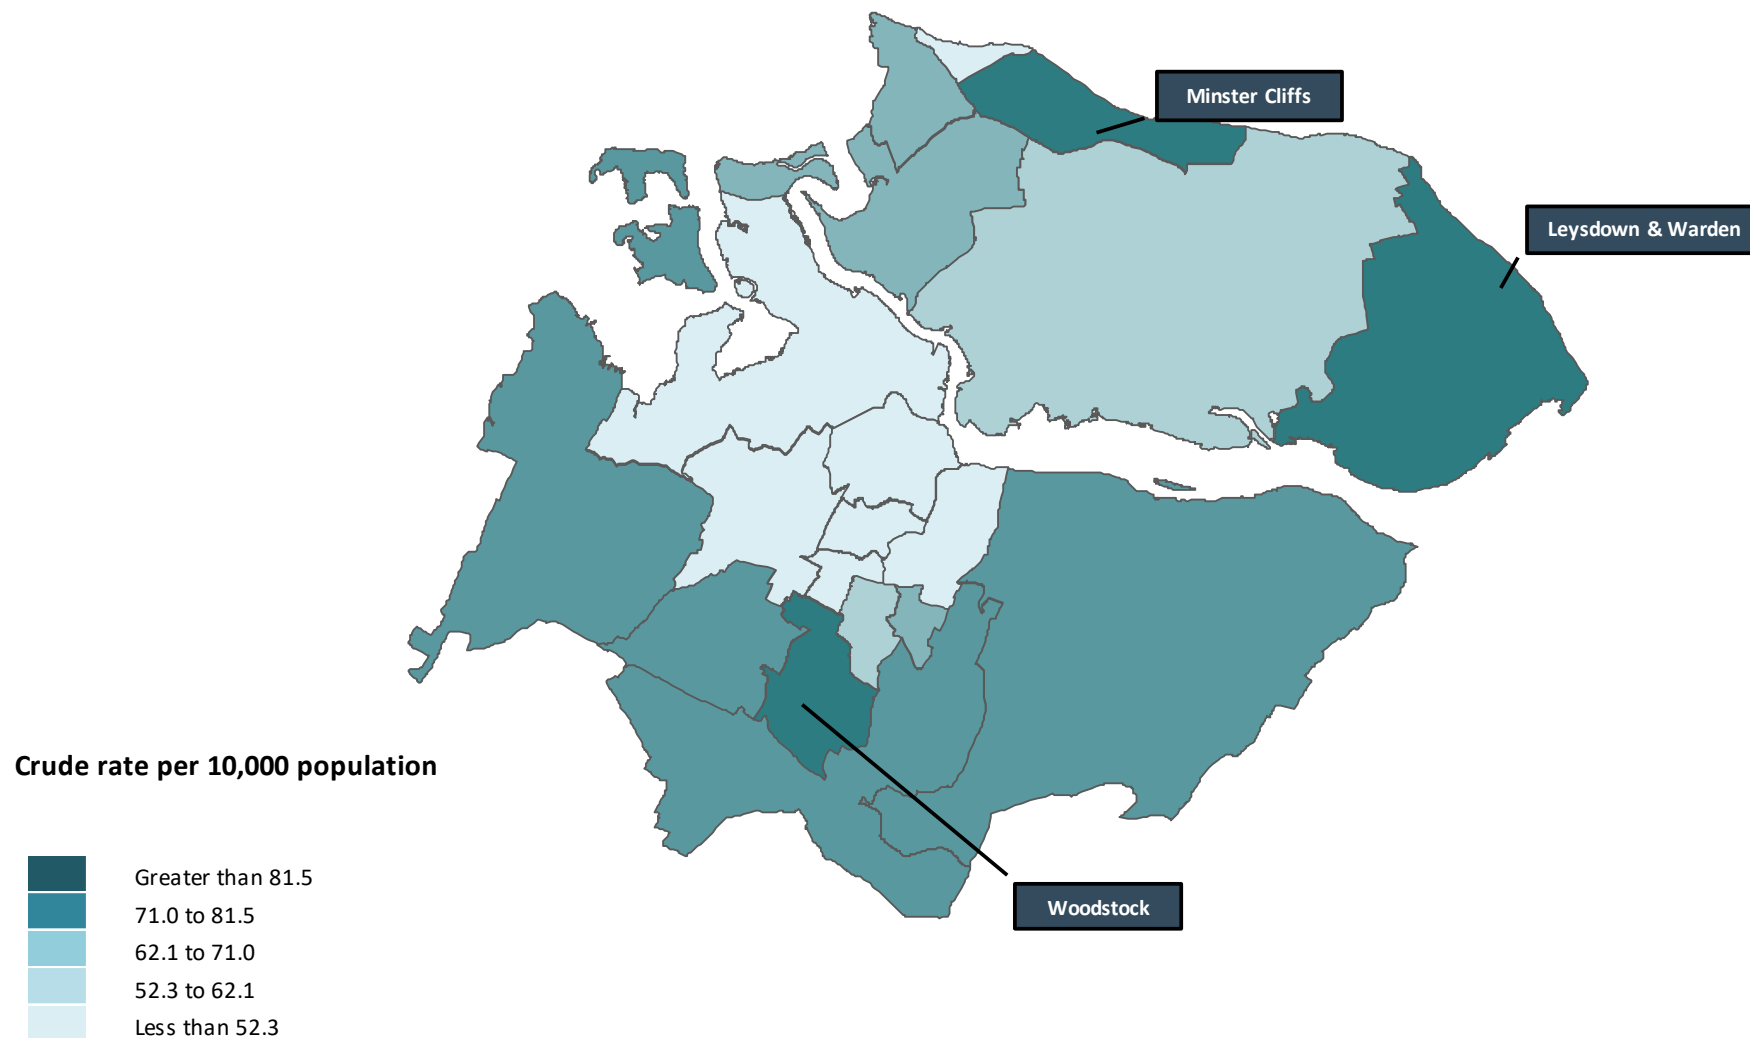 Minster Cliffs
Leysdown & Warden
Crude rate per 10,000 population
Greater than 81.5
71.0 to 81.5
62.1 to 71.0
52.3 to 62.1
Less than 52.3
Woodstock